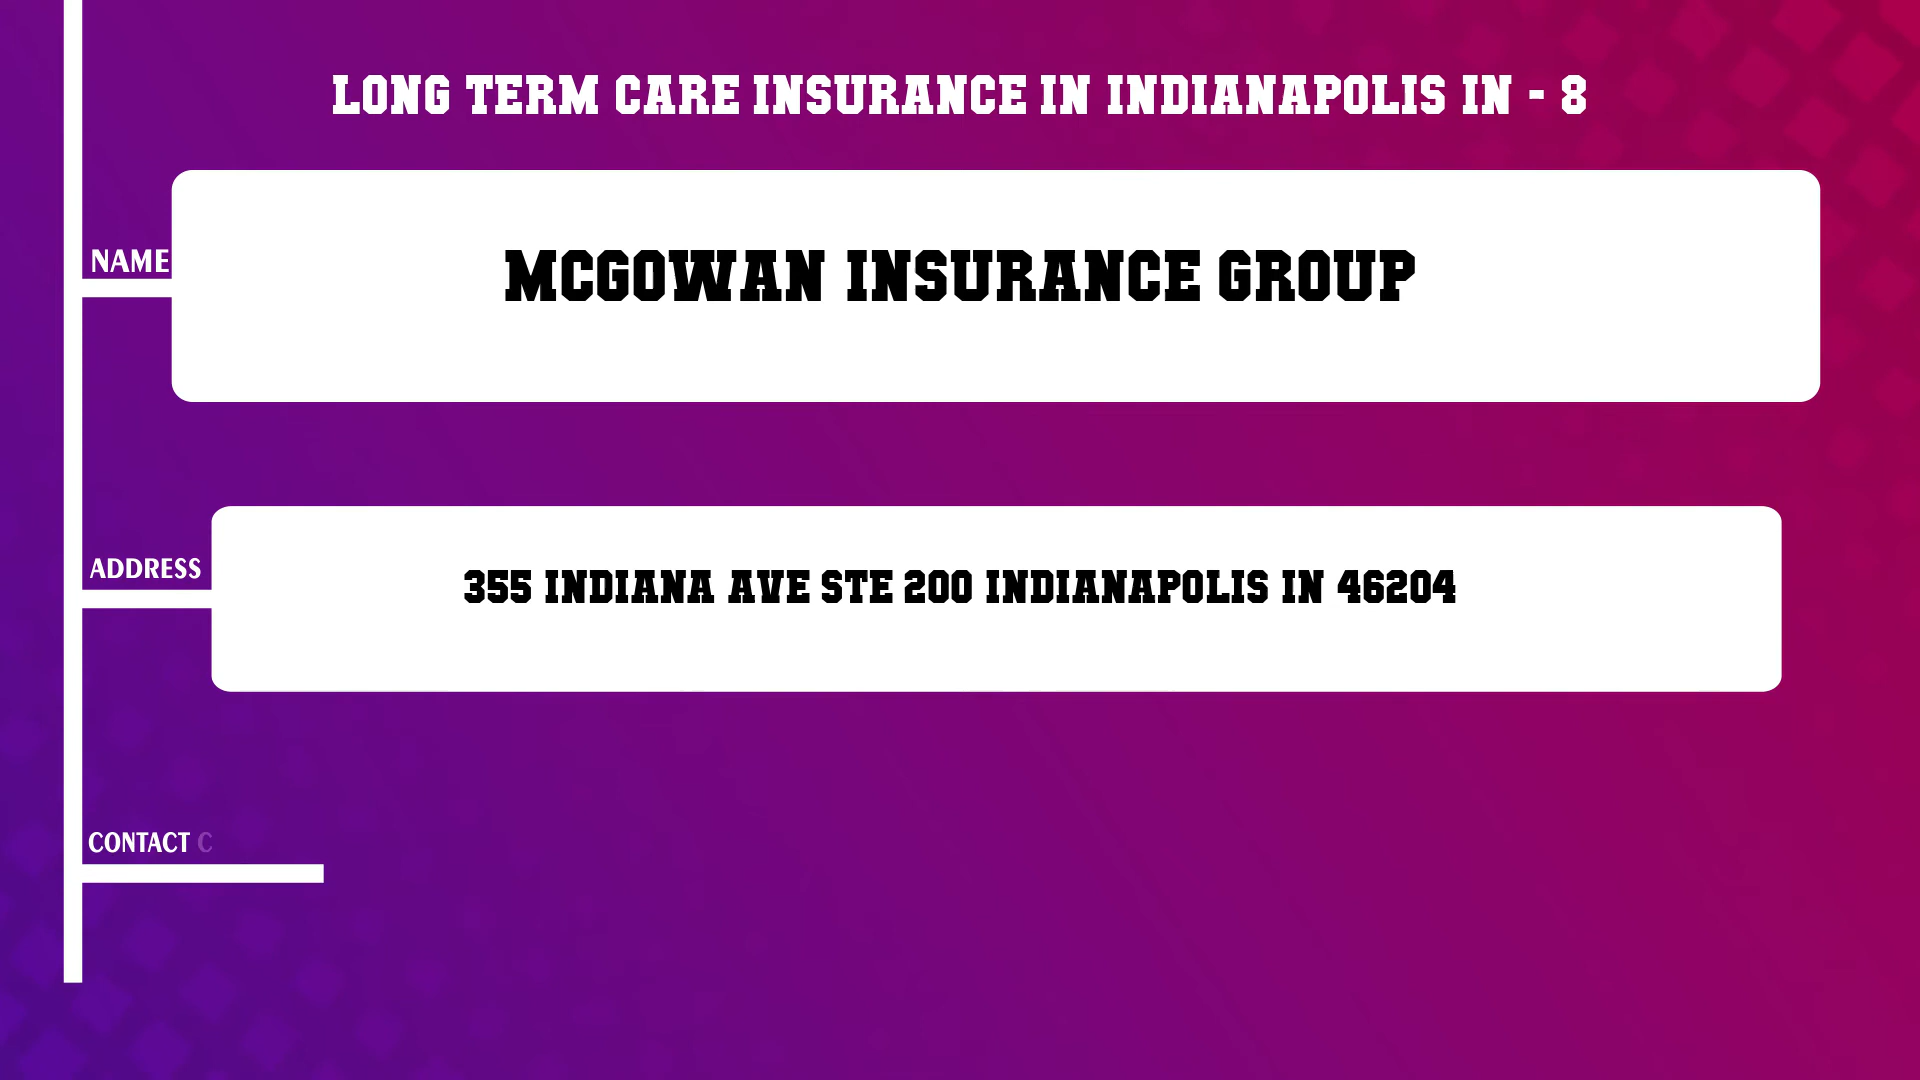 LONG TERM CARE INSURANCE IN INDIANAPOLIS IN - 8
NAME
MCGOWAN INSURANCE GROUP
ADDRESS
355 INDIANA AVE STE 200 INDIANAPOLIS IN 46204
CONTACT C